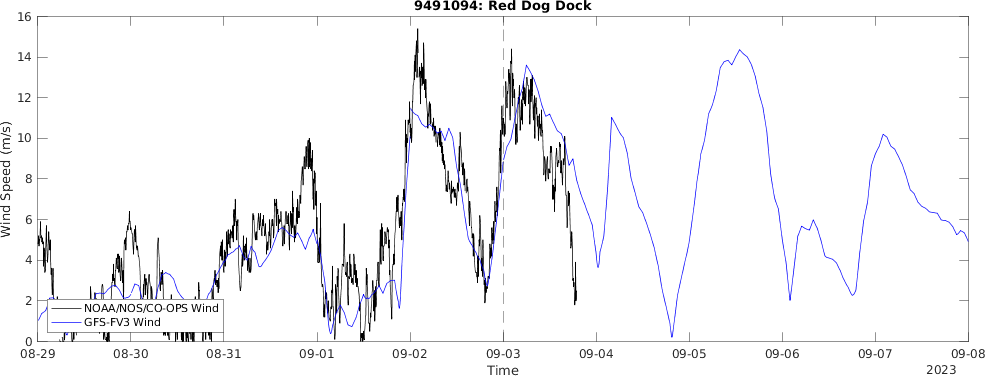 9491094: Red Dog Dock
16
14
12
10
8
6
4
2
0
Wind Speed (m/s)
NOAA/NOS/CO-OPS Wind
GFS-FV3 Wind
08-29 08-30 08-31 09-01 09-02 09-03 09-04 09-05 09-06 09-07 09-08
Time
2023